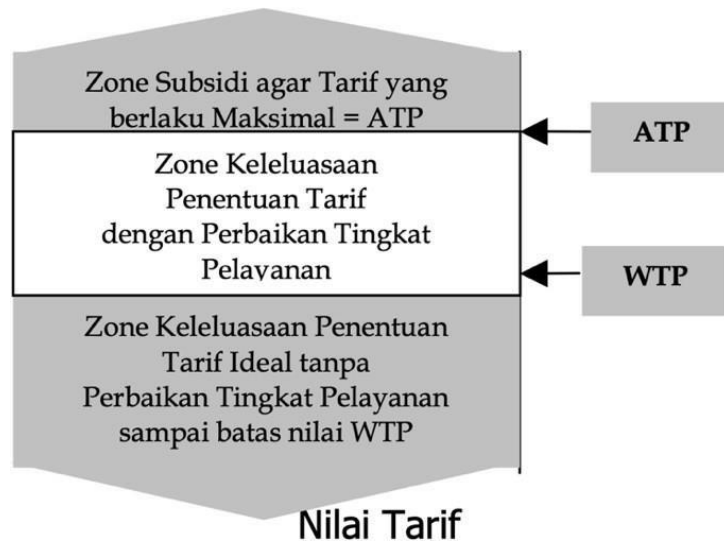 Zone Subsidi agar Tarif yang
berlaku Maksimal = ATP
ATP
Zone Keleluasaan
Penentuan Tarif
dengan Perbaikan Tingkat
Pelayanan
WTP
Zone Keleluasaan Penentuan
Tarif Ideal tanpa
Perbaikan Tingkat Pelayanan
sampai batas nilai WTP
Nilai Tarif